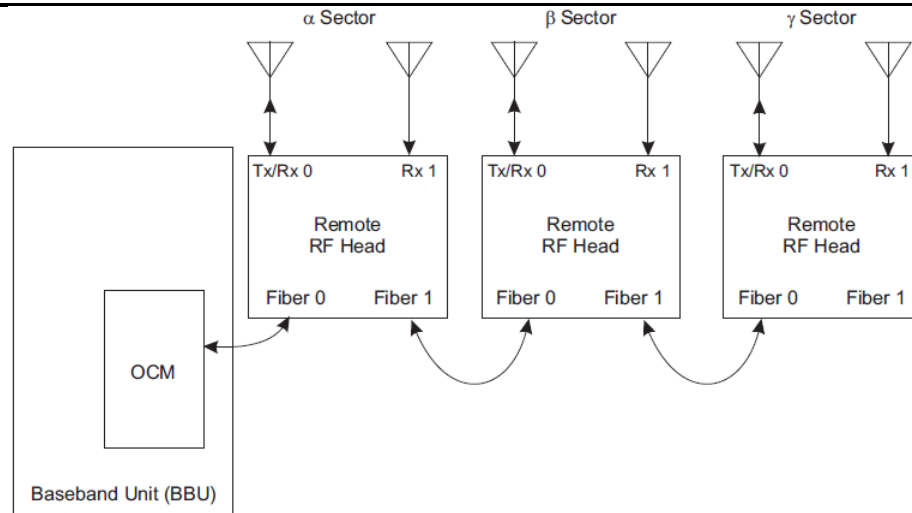 α Sector
β Sector
γ Sector
Tx/Rx 0
Rx 1
Tx/Rx 0
Rx 1
Tx/Rx 0
Rx 1
Remote
RF Head
Remote
RF Head
Remote
RF Head
Fiber 0
Fiber 1
Fiber 0
Fiber 1
Fiber 0
Fiber 1
OCM
Baseband Unit (BBU)